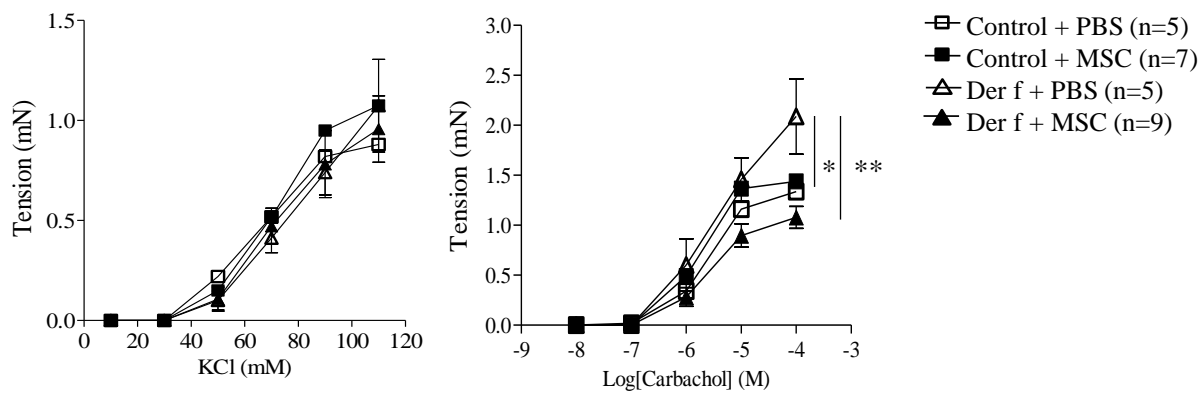 1.5
1.0
0.5
0.0
0 20 40 60 80 100 120
KCl (mM)
Tension (mN)
3.0
2.5
2.0
1.5
1.0
0.5
0.0
-9 -8 -7 -6 -5 -4 -3
Log[Carbachol] (M)
Tension (mN)
* **
Control + PBS (n=5)
Control + MSC (n=7)
Der f + PBS (n=5)
Der f + MSC (n=9)